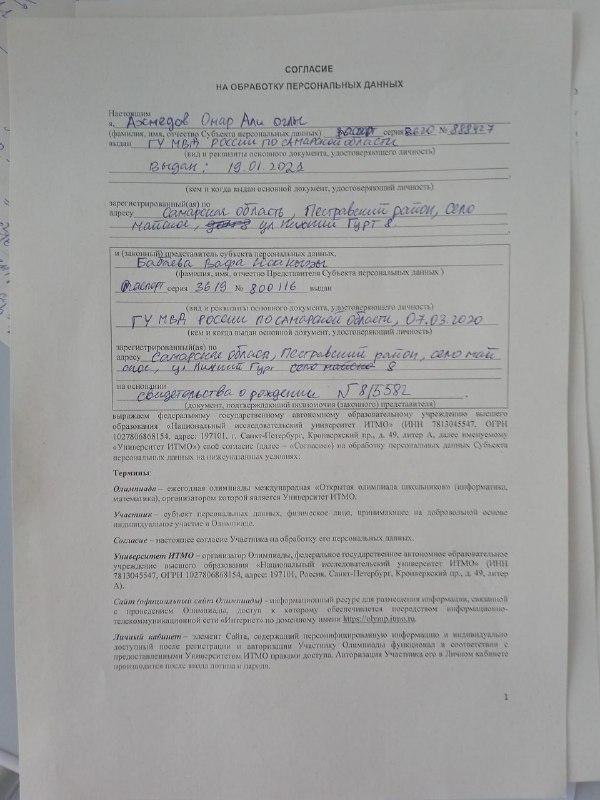 СОГЛАСИЕ
НА ОБРАБОТКУ ПЕРСОНАЛЬНЫХ ДАННЫХ
Настоящим
я, Ахмедов Онар Али оглы
(фамилия, имя, отчество Субъекта персональных данных) паспорт серия 3620 № 889427
выдан ГУ МВД РОССИИ ПО САМАРСКОЙ ОБЛАСТИ
(вид и реквизиты основного документа, удостоверяющего личность)
Выдан: 19.01.2021
(кем и когда выдан основной документ, удостоверяющий личность)
зарегистрированный(ая) по
адресу Самарская область, Пестравский район, село
Майское, ул Нижний Гурт 8
и (законный) представитель субъекта персональных данных,
Бабаева Вафа
(фамилия, имя, отчество Представителя Субъекта персональных данных )
Паспорт серия 3619 № 800116 выдан
(вид и реквизиты основного документа, удостоверяющего личность)
ГУ МВД РОССИИ ПО САМАРСКОЙ ОБЛАСТИ, 07.03.2020
(кем и когда выдан основной документ, удостоверяющий личность)
зарегистрированный(ая) по
адресу Самарская область, Пестравский район, село Май
ское, ул Нижний Гурт 8
на основании
свидетельства о рождении № 815582
(документ, подтверждающий полномочия (законного) представителя)
выражаем федеральному государственному автономному образовательному учреждению высшего
образования «Национальный исследовательский университет ИТМО» (ИНН 7813045547, ОГРН
1027806868154, адрес: 197101, г. Санкт-Петербург, Кронверкский пр., д. 49, литер А, далее именуемому
«Университет ИТМО») своё согласие (далее – «Согласие») на обработку персональных данных Субъекта
персональных данных на нижеуказанных условиях:
Термины:
Олимпиада – ежегодная олимпиады международная «Открытая олимпиада школьников» (информатика,
математика), организатором которой является Университет ИТМО.
Участник – субъект персональных данных, физическое лицо, принимающее на добровольной основе
индивидуальное участие в Олимпиаде.
Согласие – настоящее согласие Участника на обработку его персональных данных.
Университет ИТМО – организатор Олимпиады, федеральное государственное автономное образовательное
учреждение высшего образования «Национальный исследовательский университет ИТМО» (ИНН
7813045547, ОГРН 1027806868154, адрес: 197101, Россия, Санкт-Петербург, Кронверкский пр., д. 49, литер
А).
Сайт (официальный сайт Олимпиады) - информационный ресурс для размещения информации, связанной
с проведением Олимпиады, доступ к которому обеспечивается посредством информационно-
телекоммуникационной сети «Интернет» по доменному имени https://olymp.itmo.ru.
Личный кабинет – элемент Сайта, содержащий персонифицированную информацию и индивидуально
доступный после регистрации и авторизации Участнику Олимпиады функционал в соответствии с
предоставленными Университетом ИТМО правами доступа. Авторизация Участника его в Личном кабинете
производится после ввода логина и пароля.
1